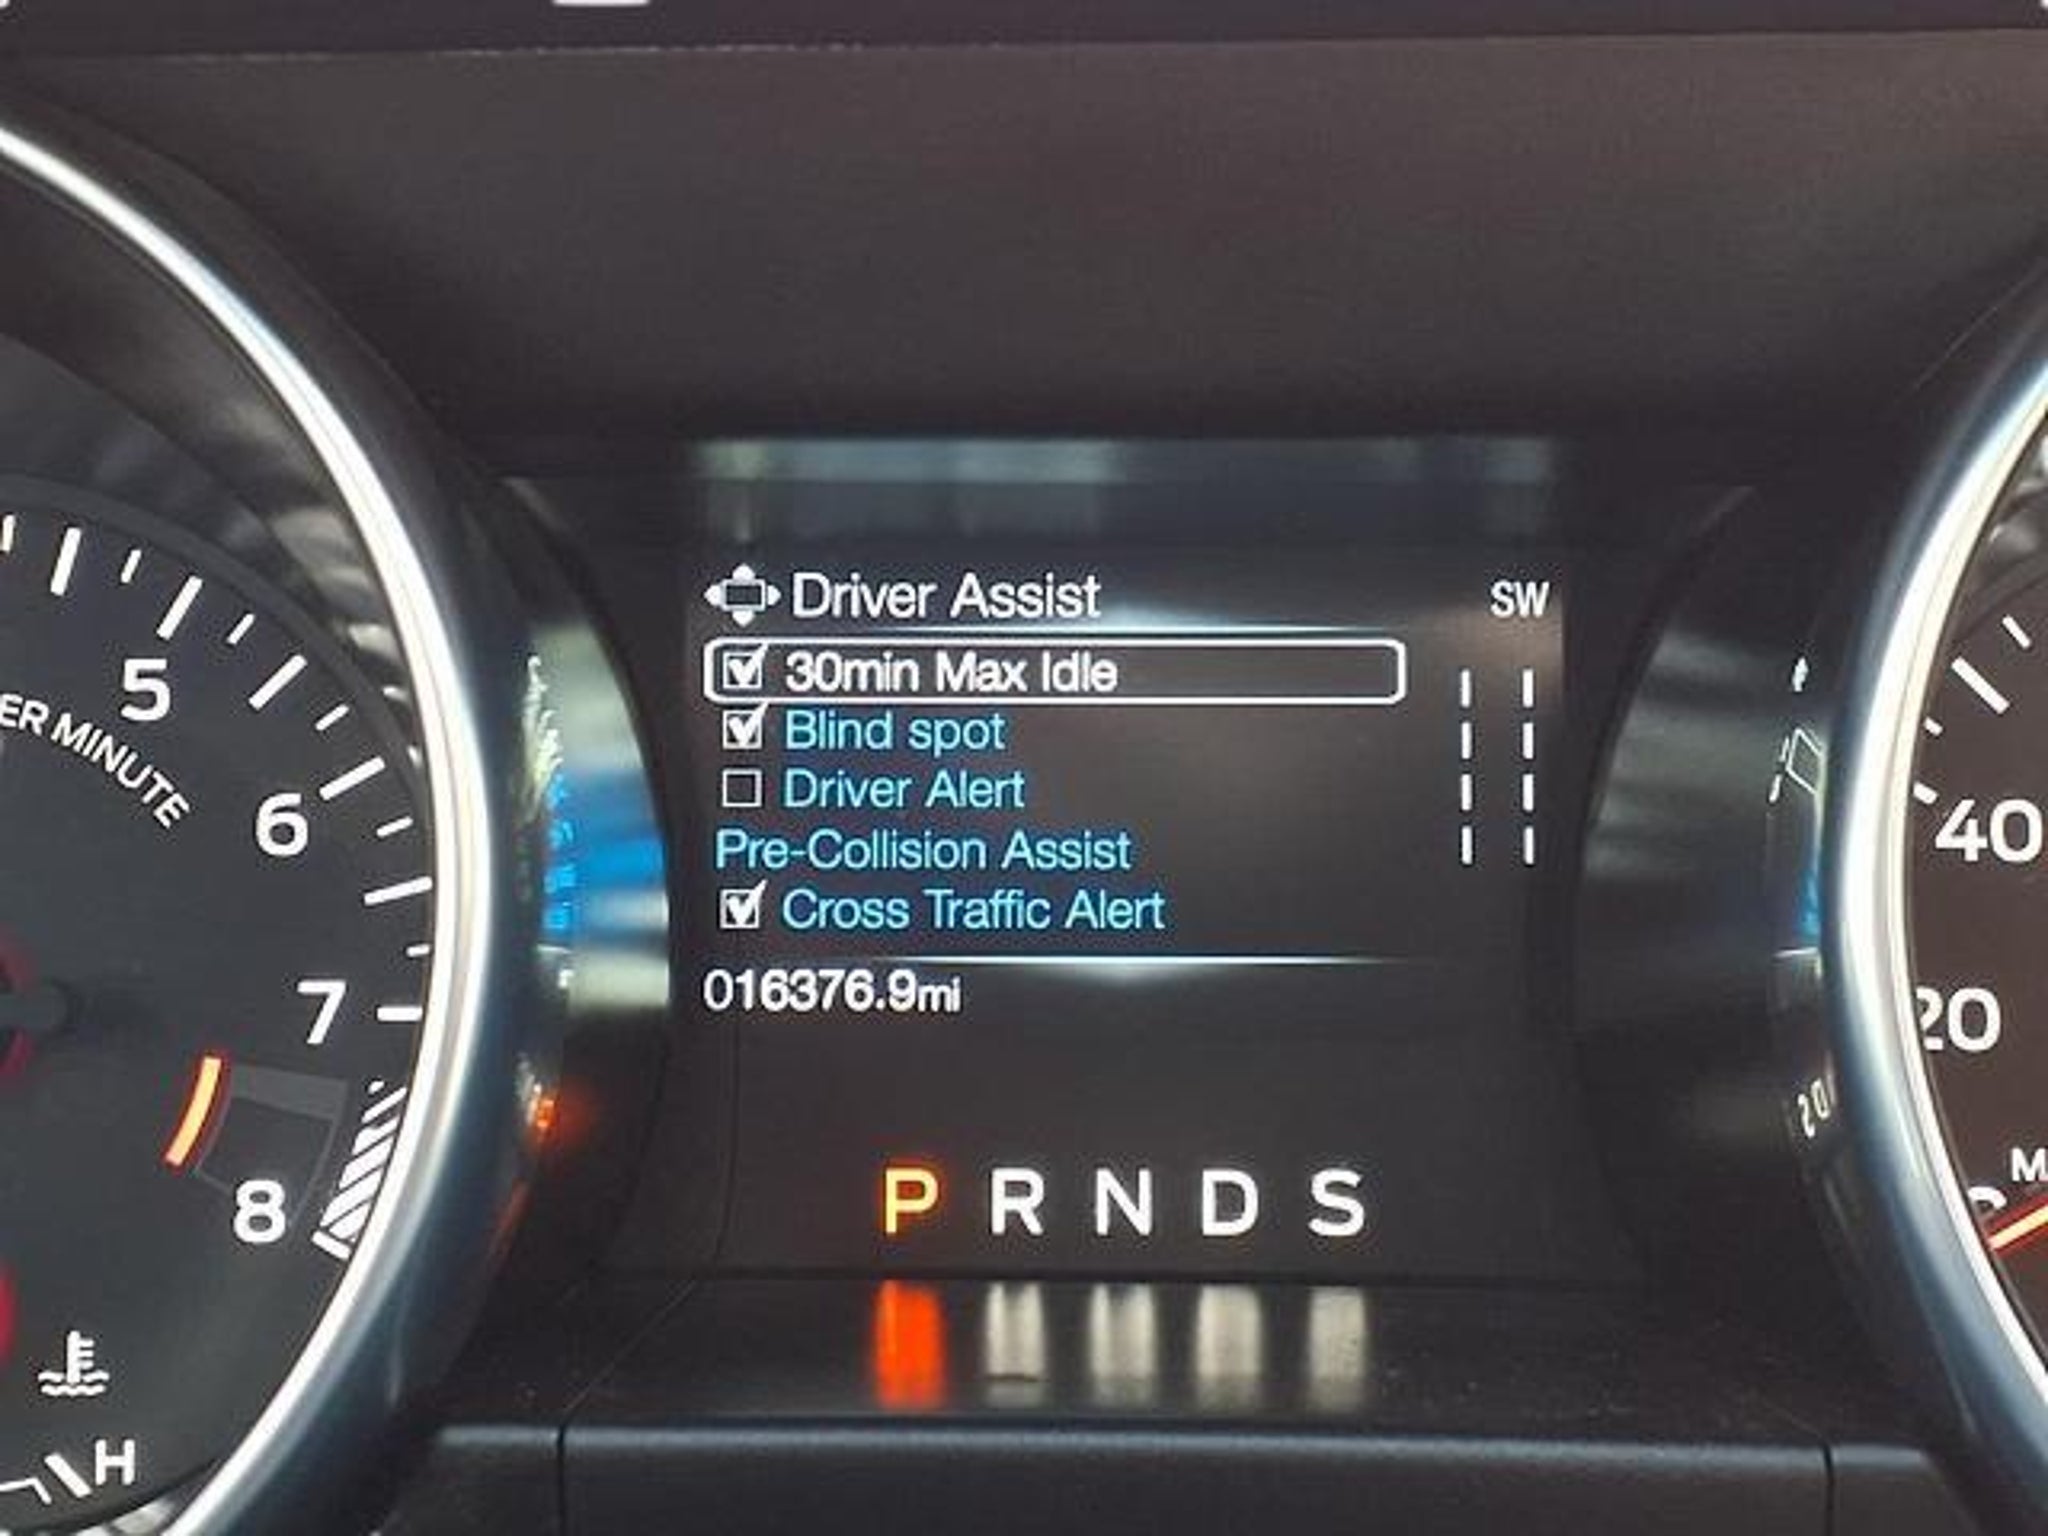 Driver Assist SW
30min Max Idle
Blind spot
Driver Alert
Pre-Collision Assist
Cross Traffic Alert
016376.9mi
P R N D S
5
6
7
8
ER MINUTE
H
40
20